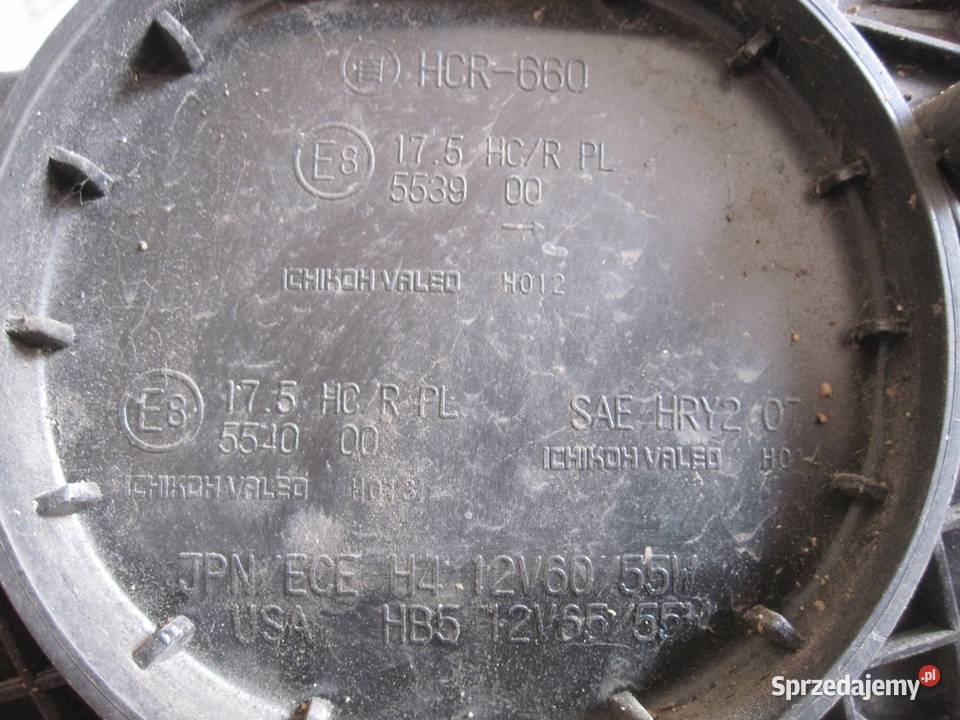 HCR-660
E8 17.5 HC/R PL
5539 00
→
ICHIKOH VALEO H012
E8 17.5 HC/R PL
5540 00
ICHIKOH VALEO H013
SAE HRY2
ICHIKOH VALEO
JPN/ECE H4 12V60/55W
USA HB5 12V65/55W
Sprzedajemy.pl